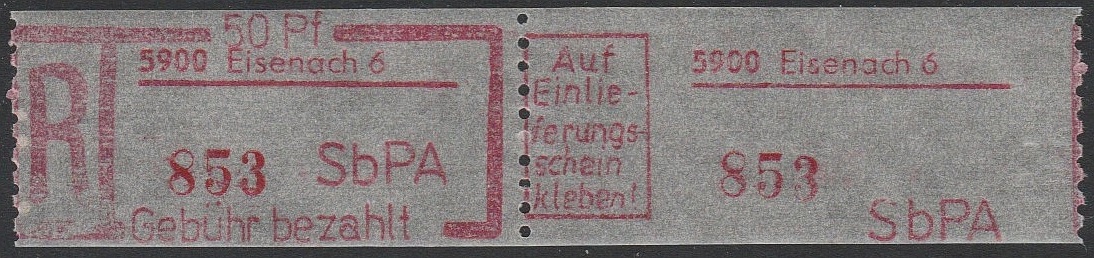 50 Pf
5900 Eisenach 6
R
853 SbPA
Gebühr bezahlt
Auf
Einlie-
ferungs-
schein
kleben!
5900 Eisenach 6
853
SbPA